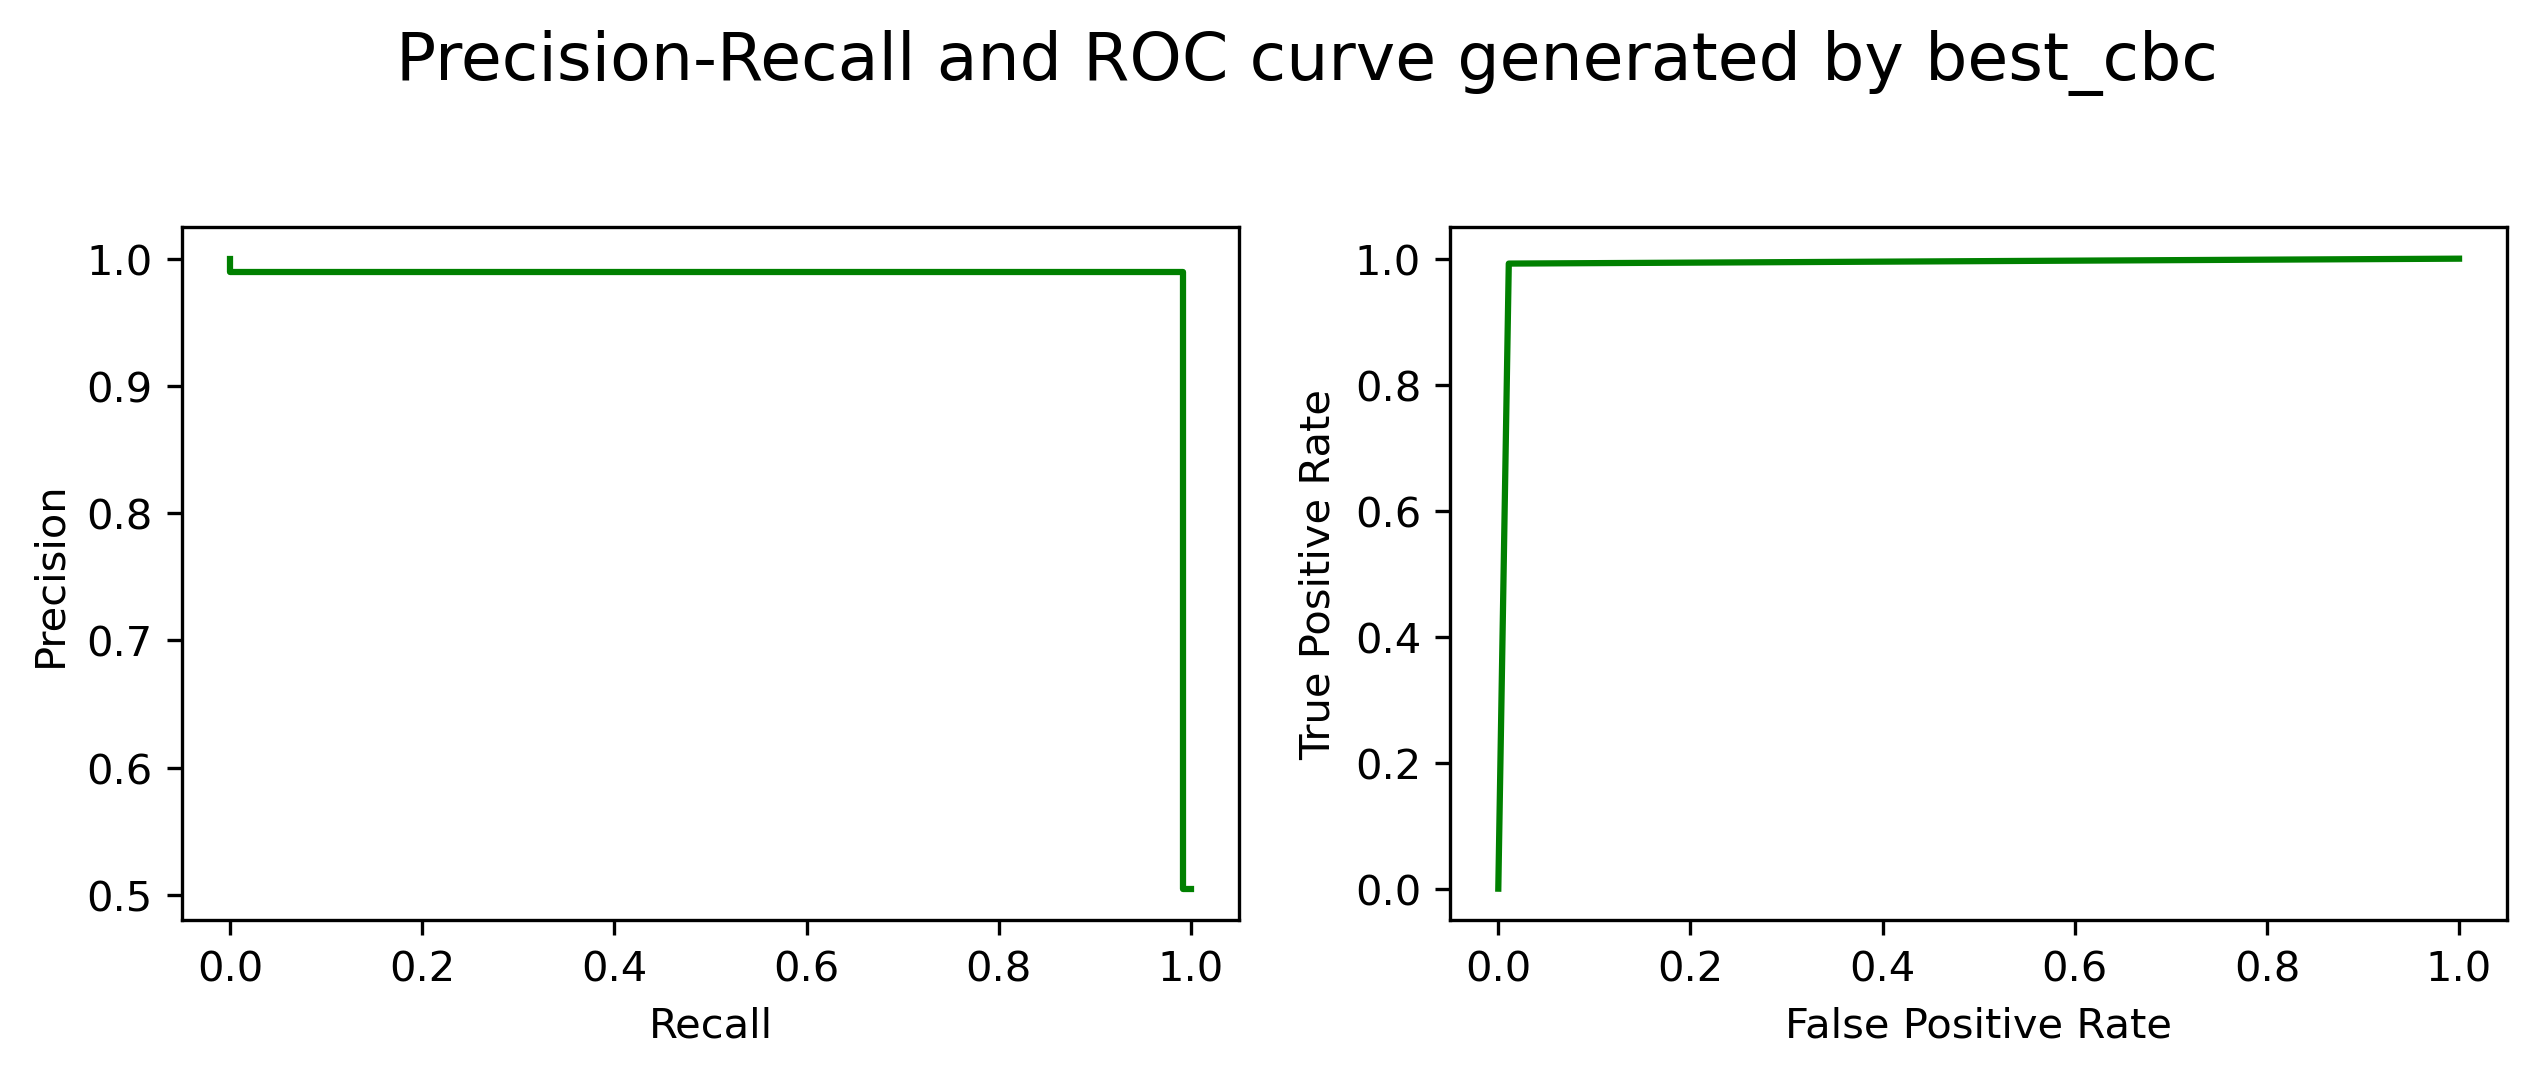 Precision-Recall and ROC curve generated by best_cbc
Precision
1.0
0.9
0.8
0.7
0.6
0.5
0.0 0.2 0.4 0.6 0.8 1.0
Recall
True Positive Rate
1.0
0.8
0.6
0.4
0.2
0.0
0.0 0.2 0.4 0.6 0.8 1.0
False Positive Rate